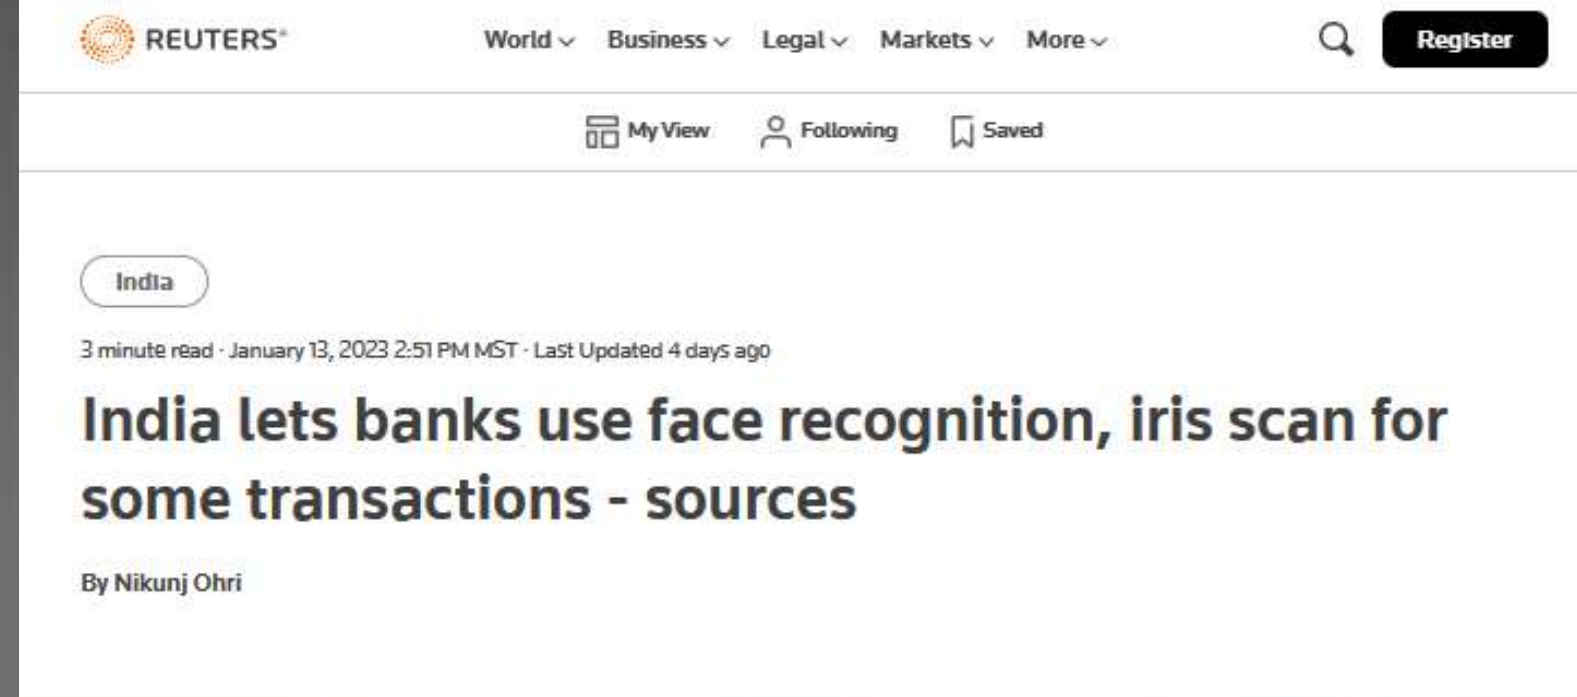 REUTERS®
World Business Legal Markets More Register
My View Following Saved
India
3 minute read · January 13, 2023 2:51 PM MST · Last Updated 4 days ago
India lets banks use face recognition, iris scan for
some transactions - sources
By Nikunj Ohri